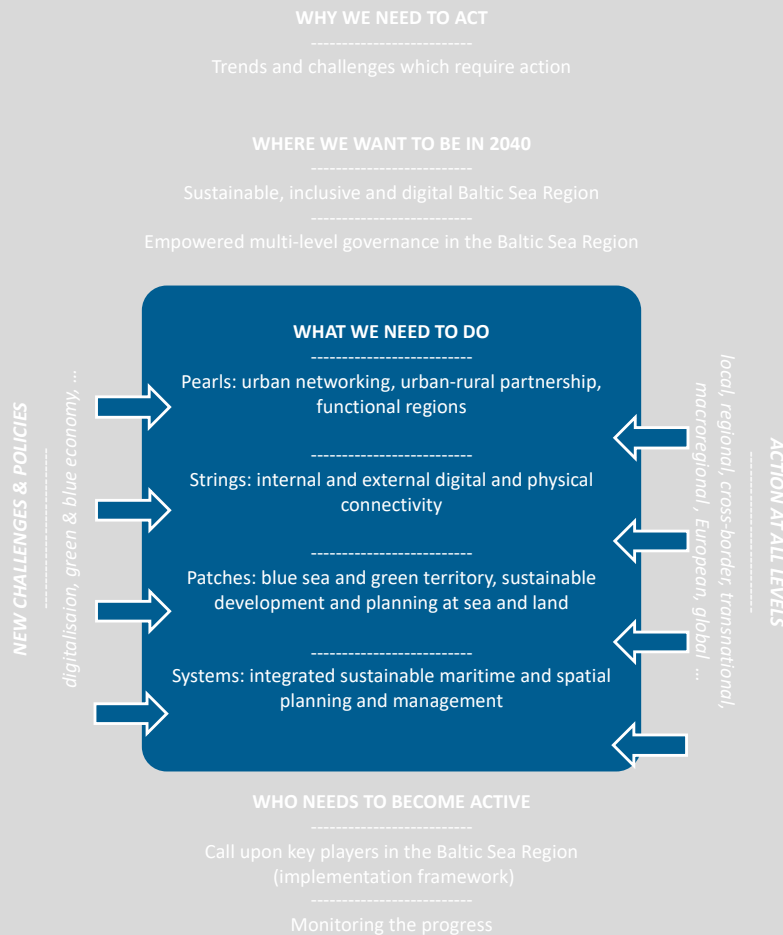 WHY WE NEED TO ACT
--------------------------
Trends and challenges which require action
WHERE WE WANT TO BE IN 2040
--------------------------
Sustainable, inclusive and digital Baltic Sea Region
--------------------------
Empowered multi-level governance in the Baltic Sea Region
NEW CHALLENGES & POLICIES
--------------------------
digitalisaion, green & blue economy, ...
WHAT WE NEED TO DO
--------------------------
Pearls: urban networking, urban-rural partnership,
functional regions
--------------------------
Strings: internal and external digital and physical
connectivity
--------------------------
Patches: blue sea and green territory, sustainable
development and planning at sea and land
--------------------------
Systems: integrated sustainable maritime and spatial
planning and management
ACTION AT ALL LEVELS
--------------------------
local, regional, cross-border, transnational,
macroregional , European, global ...
WHO NEEDS TO BECOME ACTIVE
--------------------------
Call upon key players in the Baltic Sea Region
(implementation framework)
--------------------------
Monitoring the progress